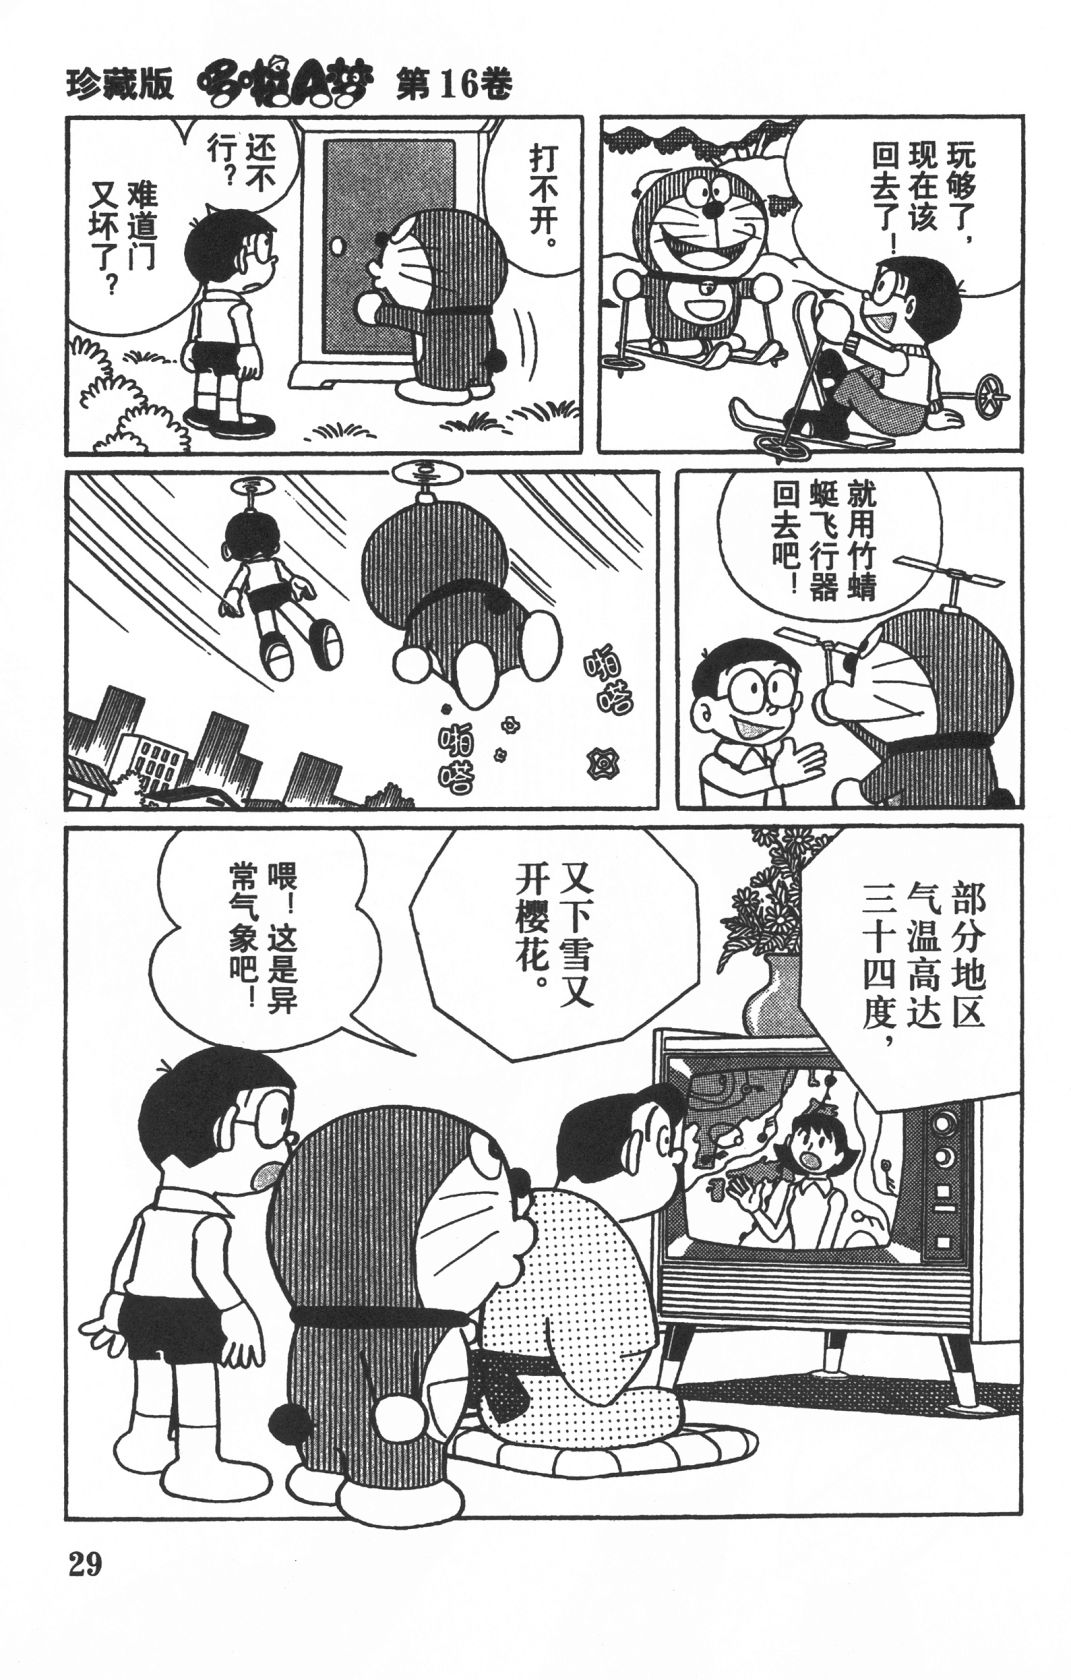 珍藏版 哆啦A梦 第16卷
玩够了，
现在该
回去了！
打不开。
还不
行？
难道门
又坏了？
就用竹蜻
蜓飞行器
回去吧！
啪嗒
啪嗒
部分地区
气温高达
三十四度，
又下雪又
开樱花。
喂！这是异
常气象吧！
29